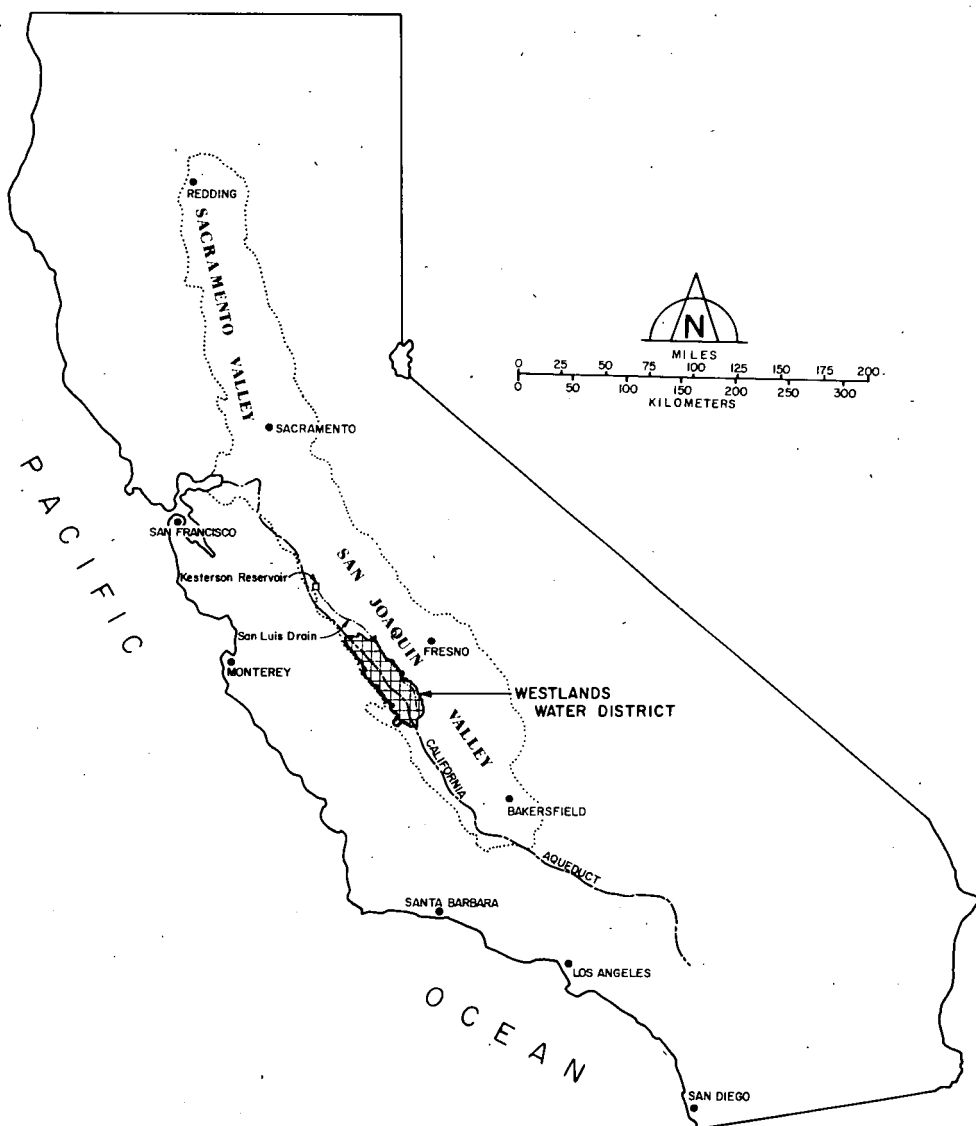 REDDING
SACRAMENTO VALLEY
N
MILES
0 25 50 75 100 125 150 175 200
0 50 100 150 200 250 300
KILOMETERS
SACRAMENTO
PACIFIC
SAN FRANCISCO
Kesterson Reservoir
SAN JOAQUIN
San Luis Drain
FRESNO
MONTEREY
WESTLANDS
WATER DISTRICT
VALLEY
CALIFORNIA
BAKERSFIELD
AQUEDUCT
SANTA BARBARA
LOS ANGELES
OCEAN
SAN DIEGO